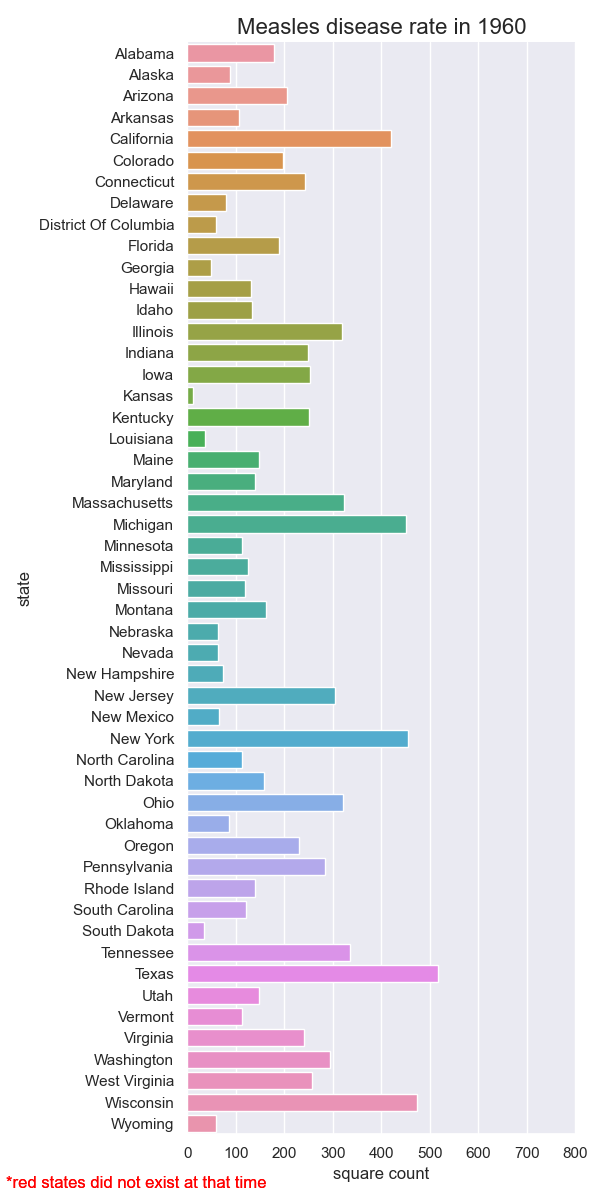 Measles disease rate in 1960
Alabama
Alaska
Arizona
Arkansas
California
Colorado
Connecticut
Delaware
District Of Columbia
Florida
Georgia
Hawaii
Idaho
Illinois
Indiana
Iowa
Kansas
Kentucky
Louisiana
Maine
Maryland
Massachusetts
Michigan
Minnesota
Mississippi
Missouri
Montana
Nebraska
Nevada
New Hampshire
New Jersey
New Mexico
New York
North Carolina
North Dakota
Ohio
Oklahoma
Oregon
Pennsylvania
Rhode Island
South Carolina
South Dakota
Tennessee
Texas
Utah
Vermont
Virginia
Washington
West Virginia
Wisconsin
Wyoming
state
0 100 200 300 400 500 600 700 800
square count
*red states did not exist at that time